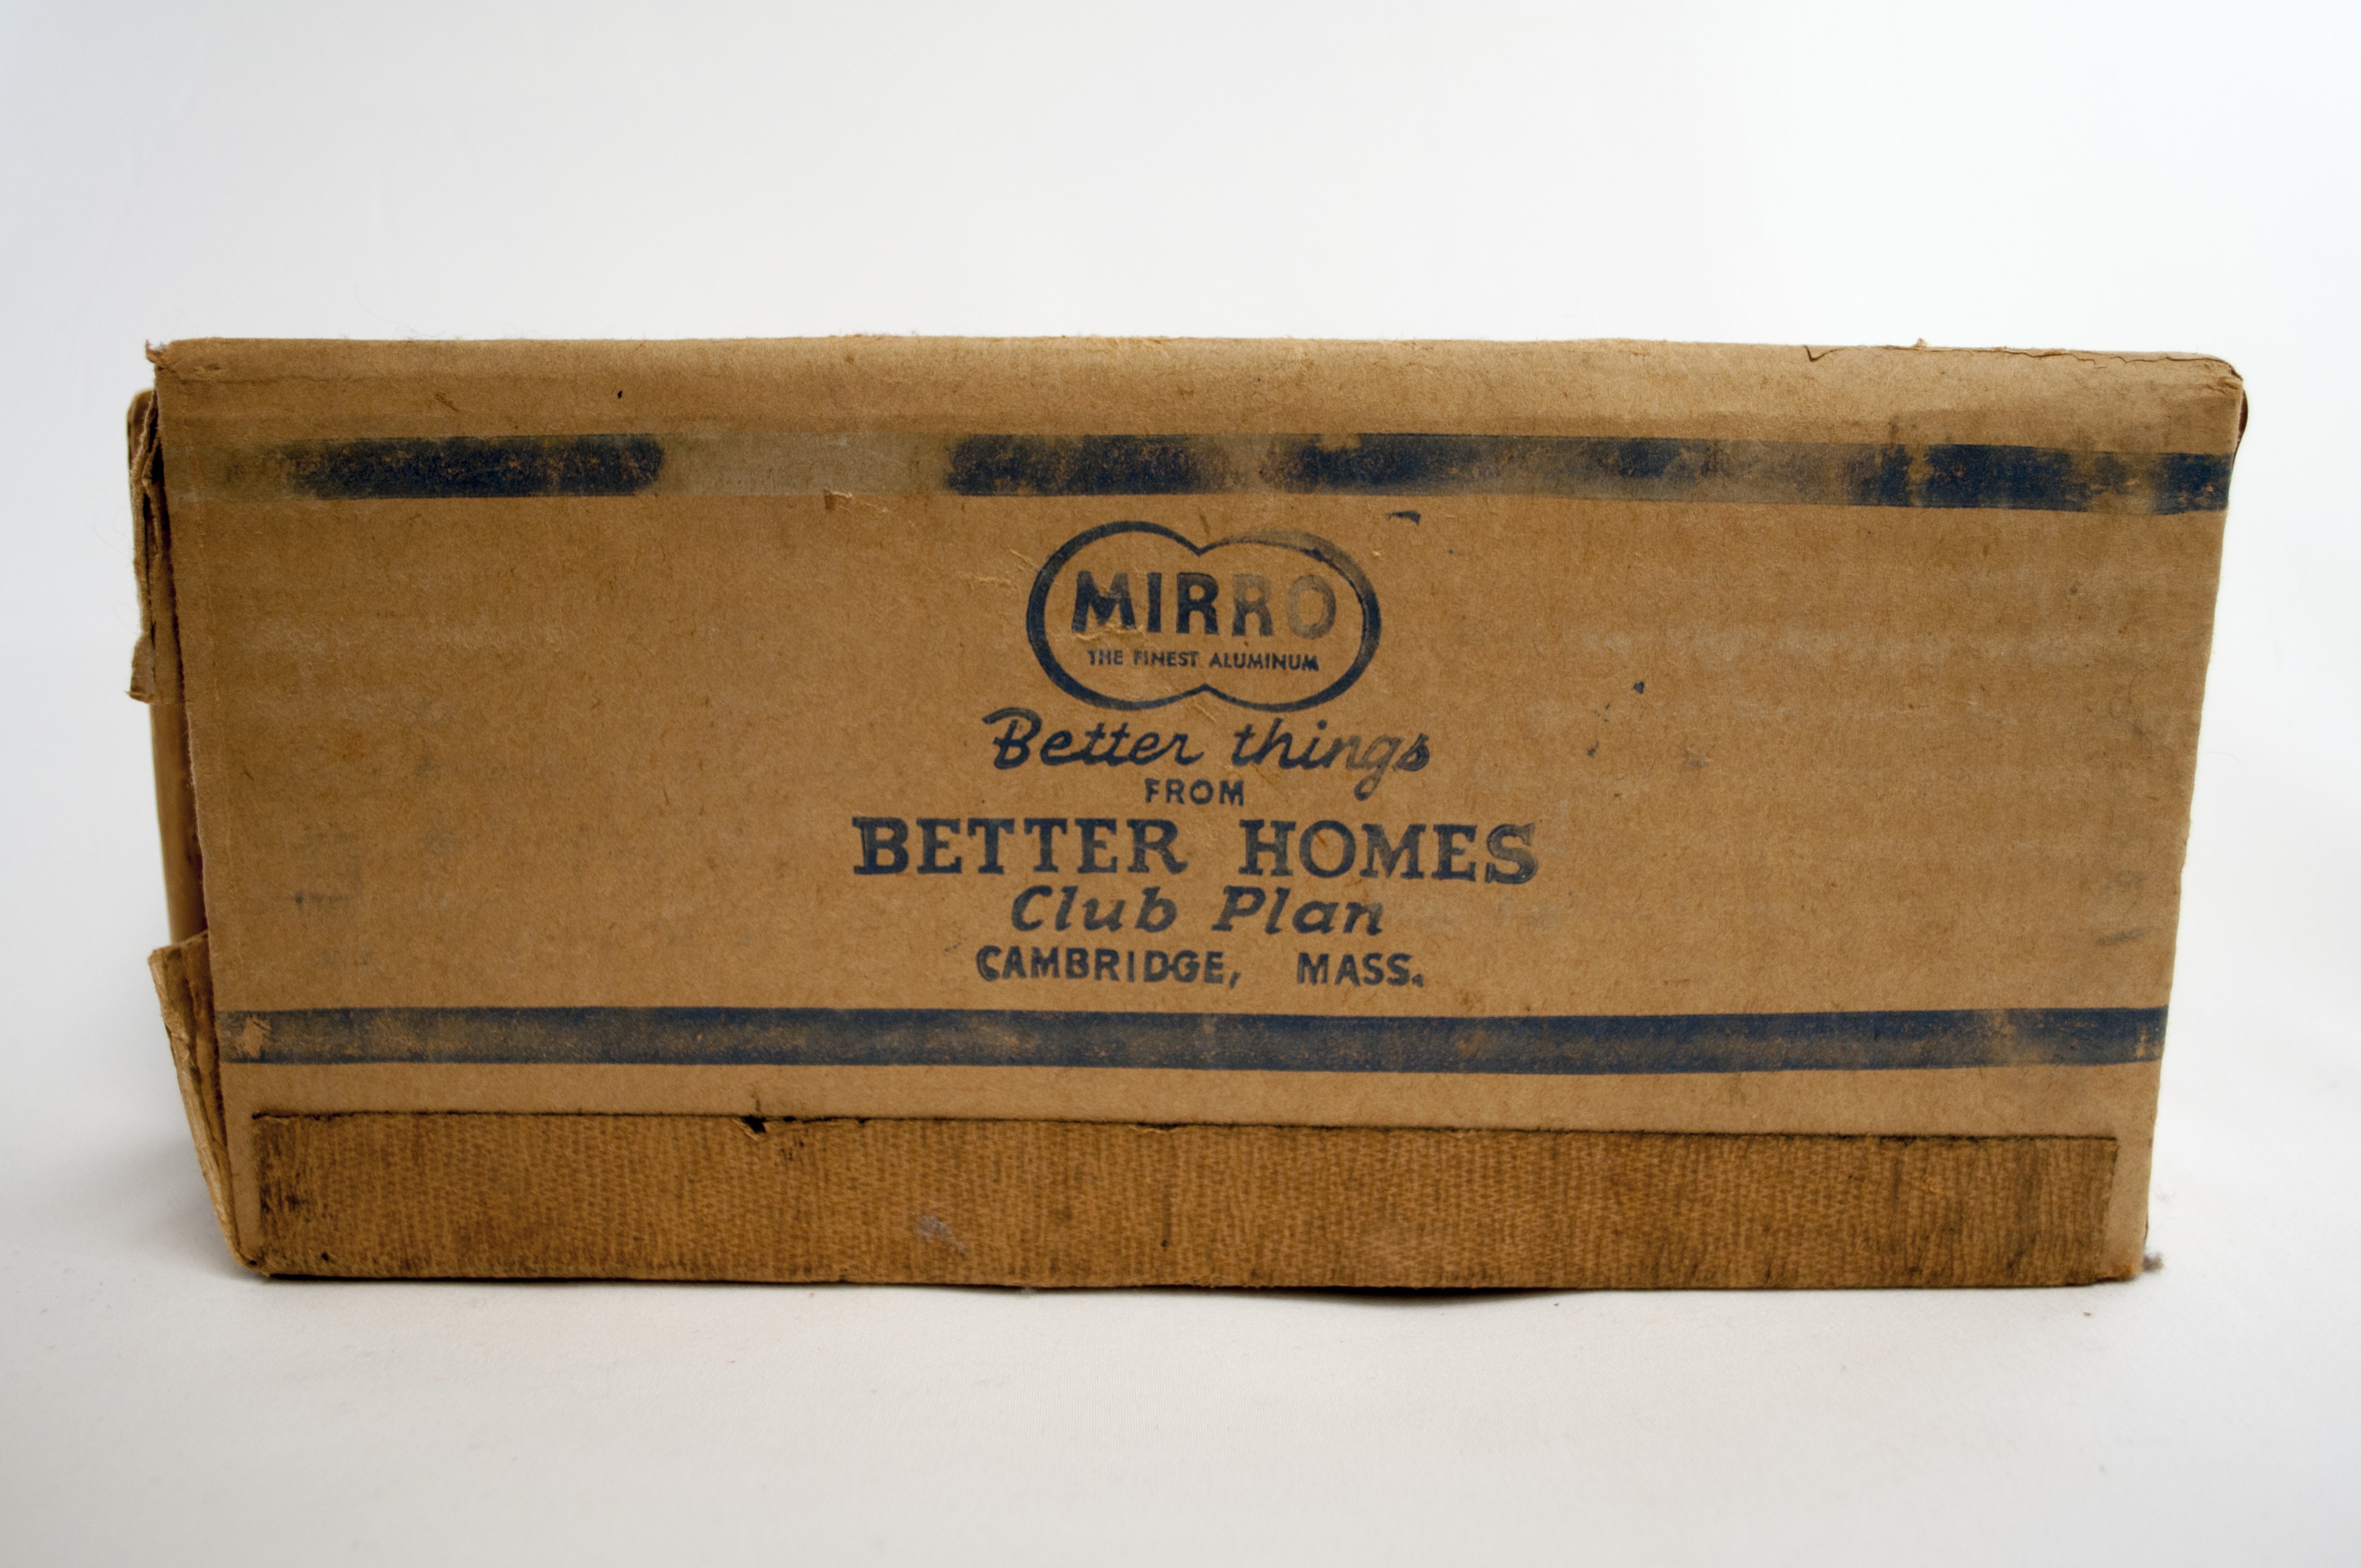 MIRRO
THE FINEST ALUMINUM
Better things
FROM
BETTER HOMES
Club Plan
CAMBRIDGE, MASS.